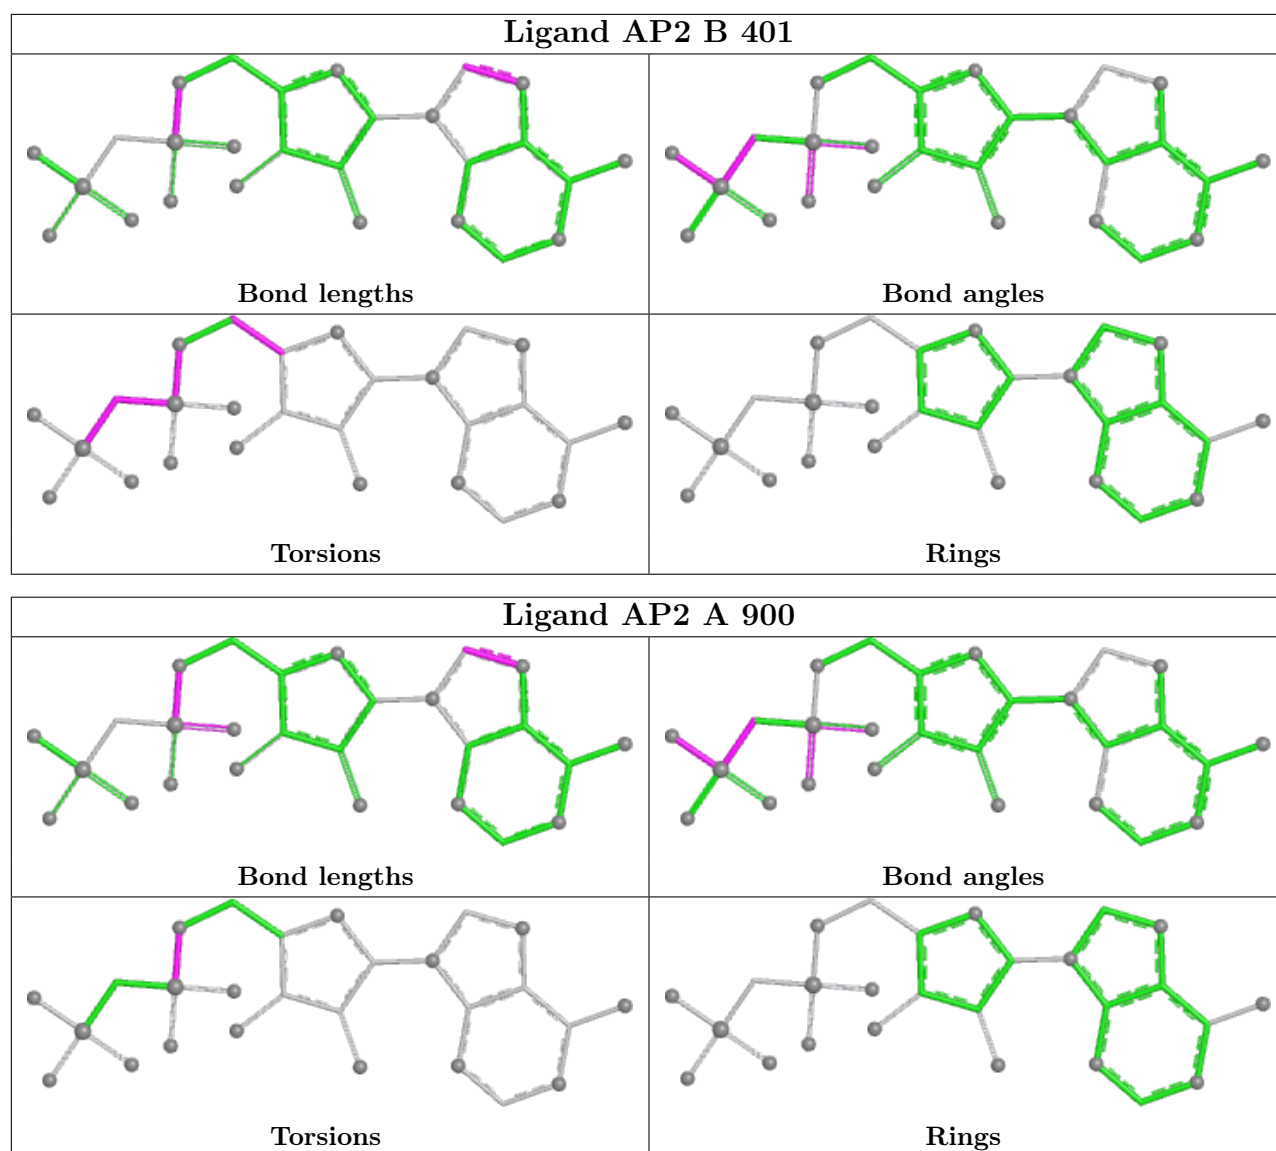 Ligand AP2 B 401
Bond lengths
Bond angles
Torsions
Rings
Ligand AP2 A 900
Bond lengths
Bond angles
Torsions
Rings